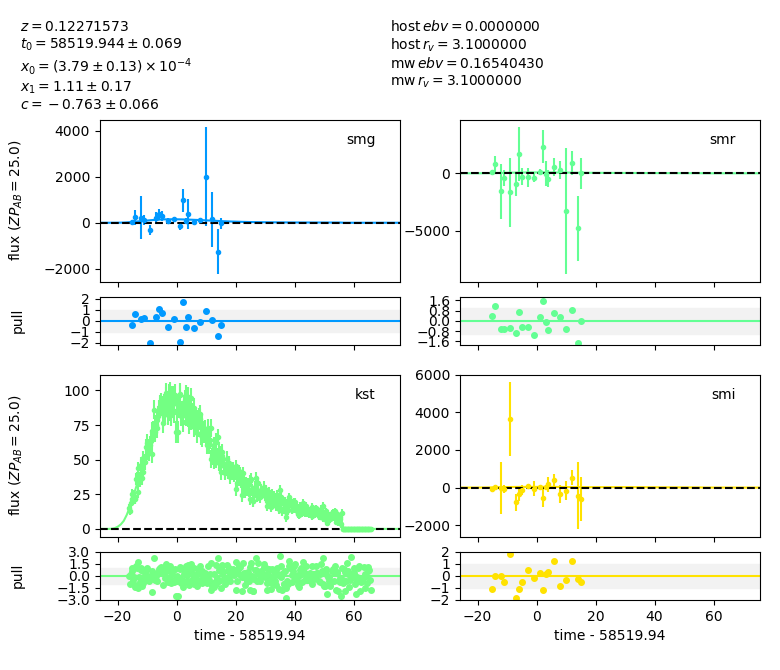 z = 0.12271573
t₀ = 58519.944 ± 0.069
x₀ = (3.79 ± 0.13) × 10⁻⁴
x₁ = 1.11 ± 0.17
c = −0.763 ± 0.066
host ebv = 0.0000000
host r_v = 3.1000000
mw ebv = 0.16540430
mw r_v = 3.1000000
flux (ZP_AB = 25.0)
4000
2000
0
−2000
smg
0
−5000
smr
pull
2
1
0
−1
−2
1.6
0.8
0.0
−0.8
−1.6
flux (ZP_AB = 25.0)
100
75
50
25
0
kst
6000
4000
2000
0
−2000
smi
pull
3.0
1.5
0.0
−1.5
−3.0
−20 0 20 40 60
time - 58519.94
2
1
0
−1
−2
−20 0 20 40 60
time - 58519.94